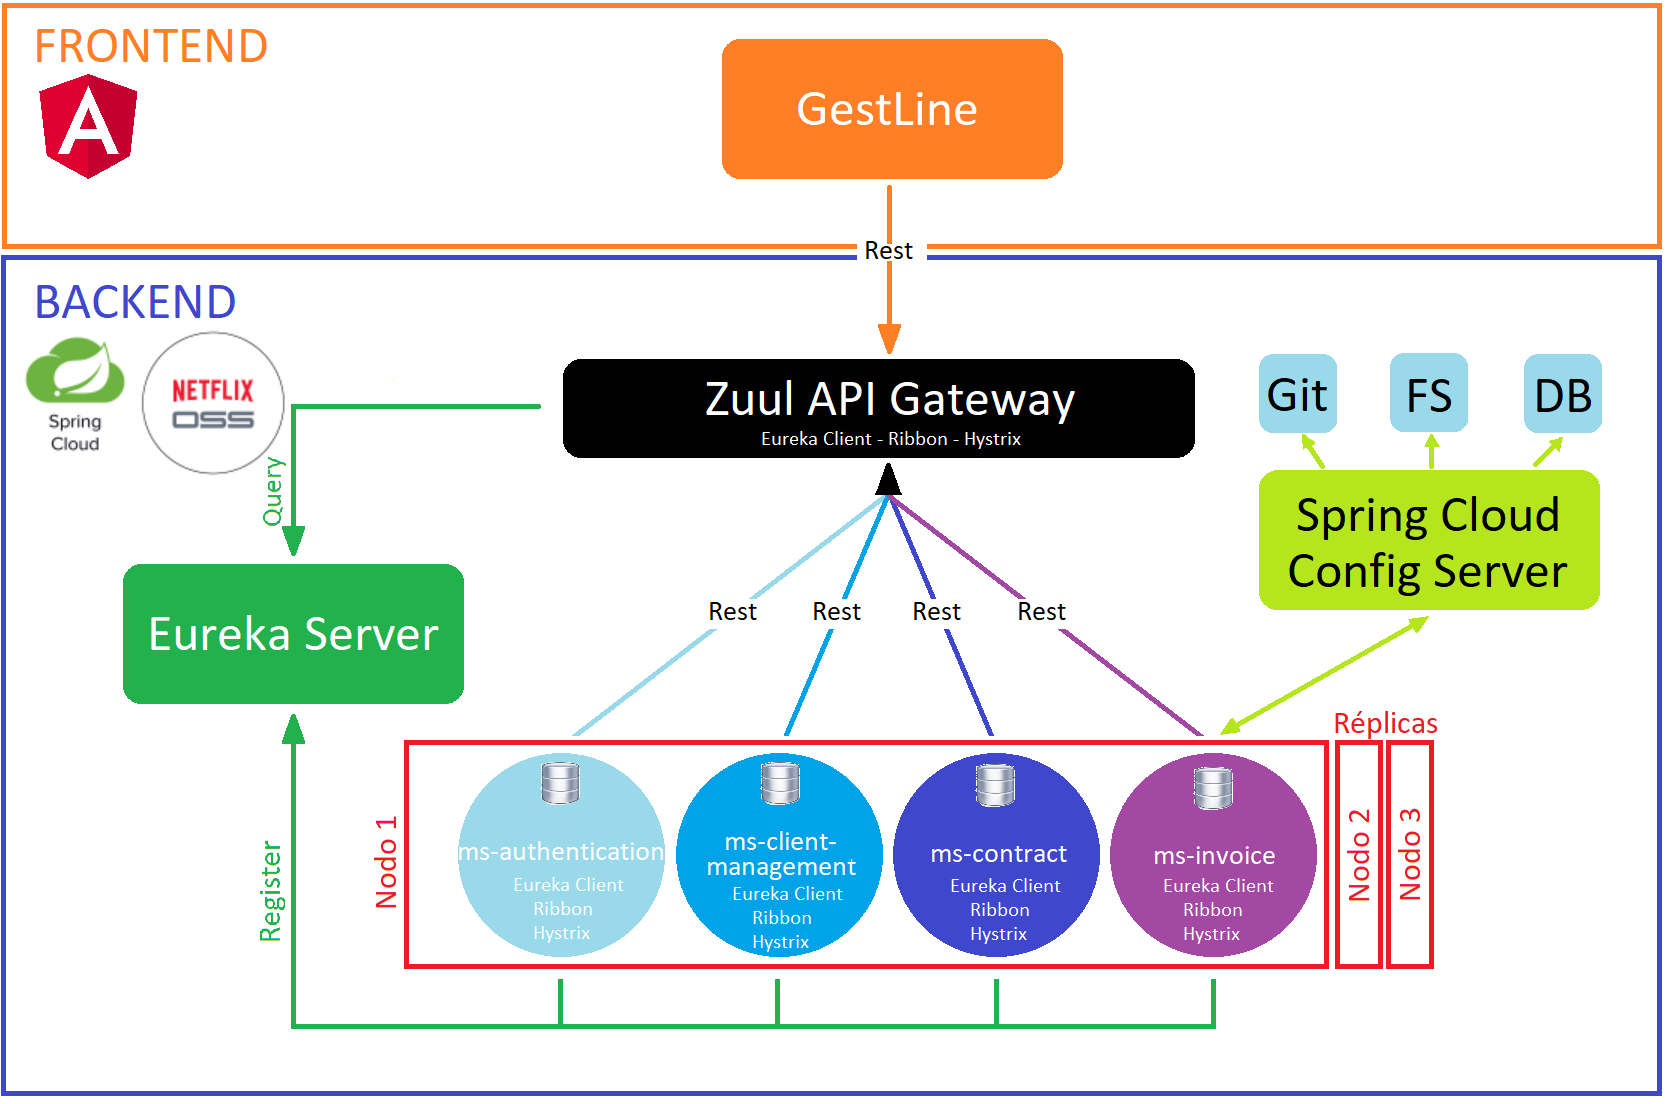 FRONTEND
A
GestLine
Rest
BACKEND
Spring
Cloud
NETFLIX
OSS
Zuul API Gateway
Eureka Client - Ribbon - Hystrix
Git
FS
DB
Query
Spring Cloud
Config Server
Eureka Server
Rest
Rest
Rest
Rest
Réplicas
Register
Nodo 1
ms-authentication
Eureka Client
Ribbon
Hystrix
ms-client-
management
Eureka Client
Ribbon
Hystrix
ms-contract
Eureka Client
Ribbon
Hystrix
ms-invoice
Eureka Client
Ribbon
Hystrix
Nodo 2
Nodo 3